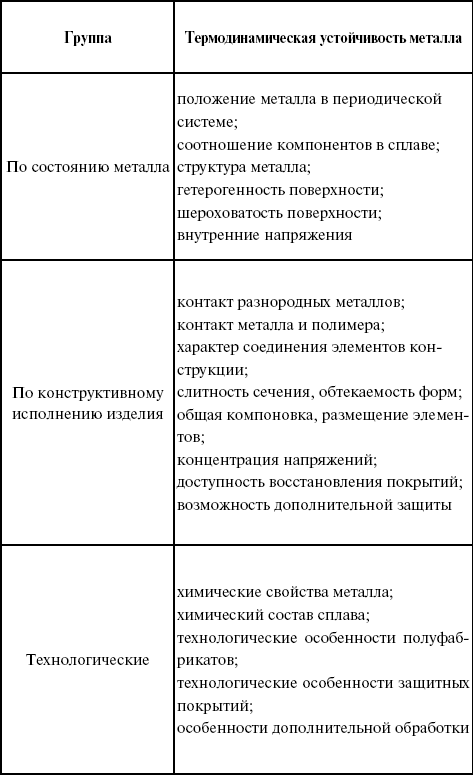 Группа
Термодинамическая устойчивость металла
По состоянию металла
положение металла в периодической
системе;
соотношение компонентов в сплаве;
структура металла;
гетерогенность поверхности;
шероховатость поверхности;
внутренние напряжения
По конструктивному
исполнению изделия
контакт разнородных металлов;
контакт металла и полимера;
характер соединения элементов кон-
струкции;
слитность сечения, обтекаемость форм;
общая компоновка, размещение элемен-
тов;
концентрация напряжений;
доступность восстановления покрытий;
возможность дополнительной защиты
Технологические
химические свойства металла;
химический состав сплава;
технологические особенности полуфаб-
рикатов;
технологические особенности защитных
покрытий;
особенности дополнительной обработки